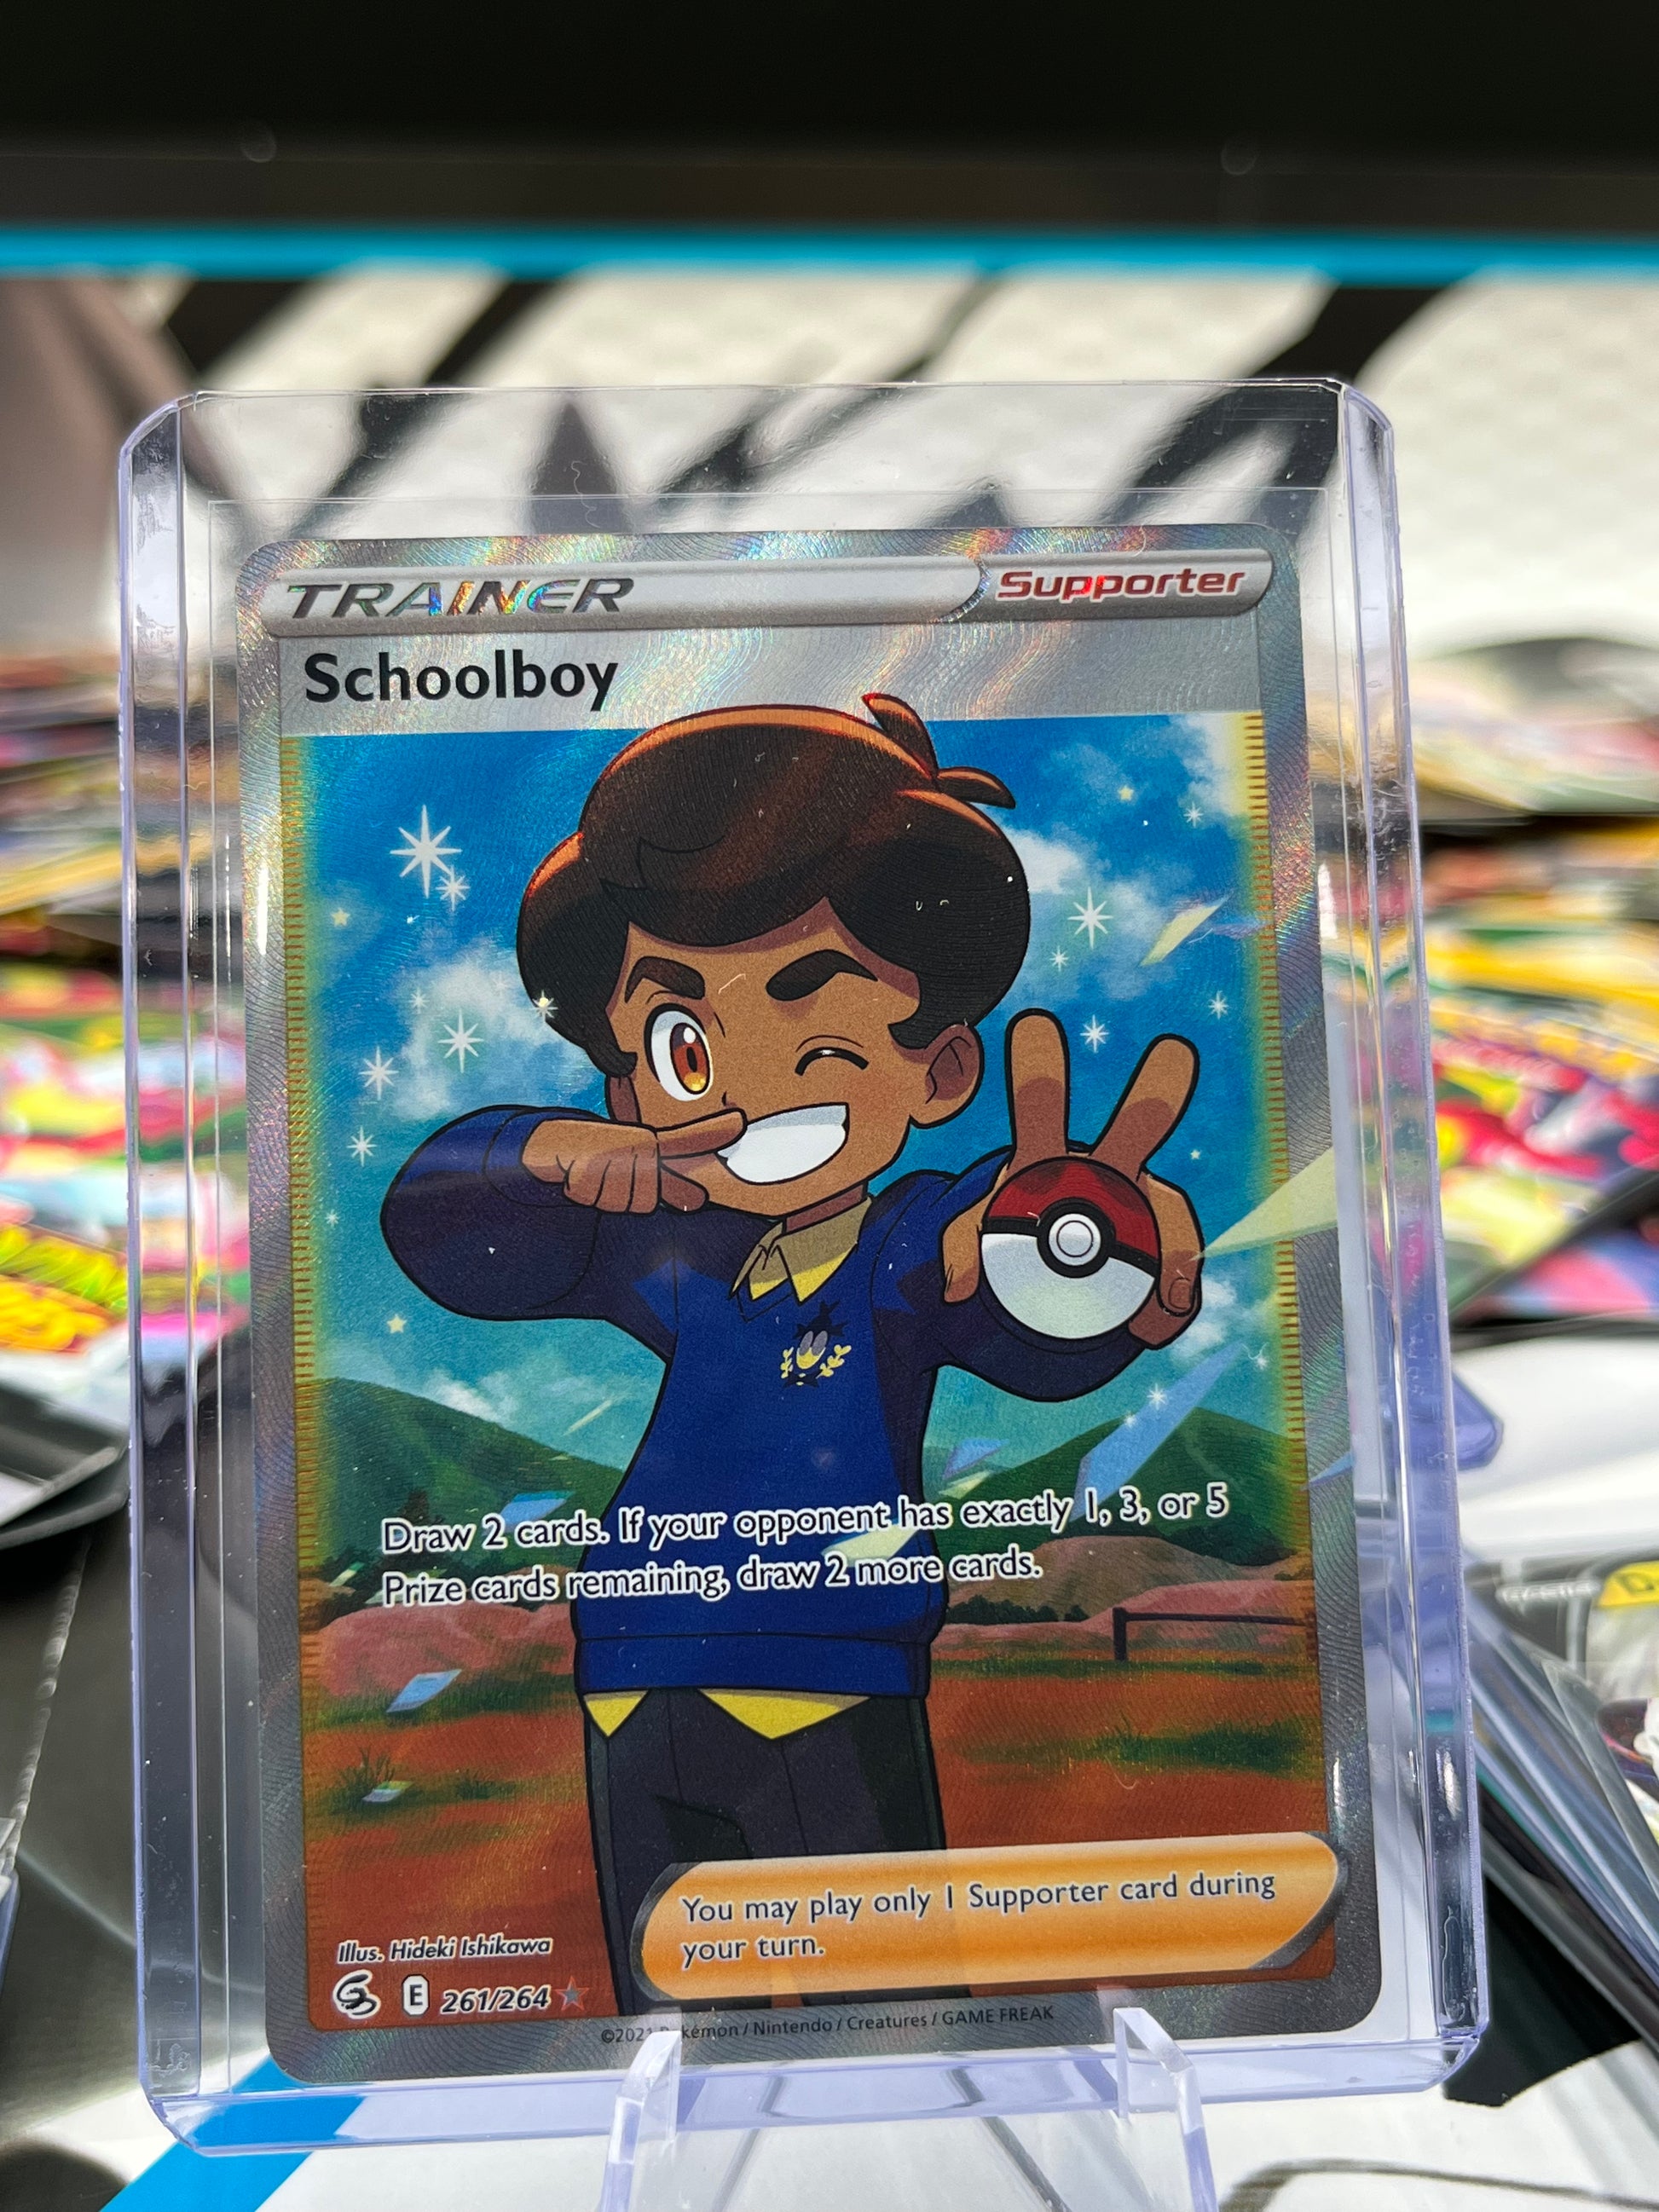 TRAINER
Supporter
Schoolboy
Draw 2 cards. If your opponent has exactly 1, 3, or 5
Prize cards remaining, draw 2 more cards.
You may play only 1 Supporter card during
your turn.
Illus. Hideki Ishikawa
E 261/264
©2021 Pokémon / Nintendo / Creatures / GAME FREAK